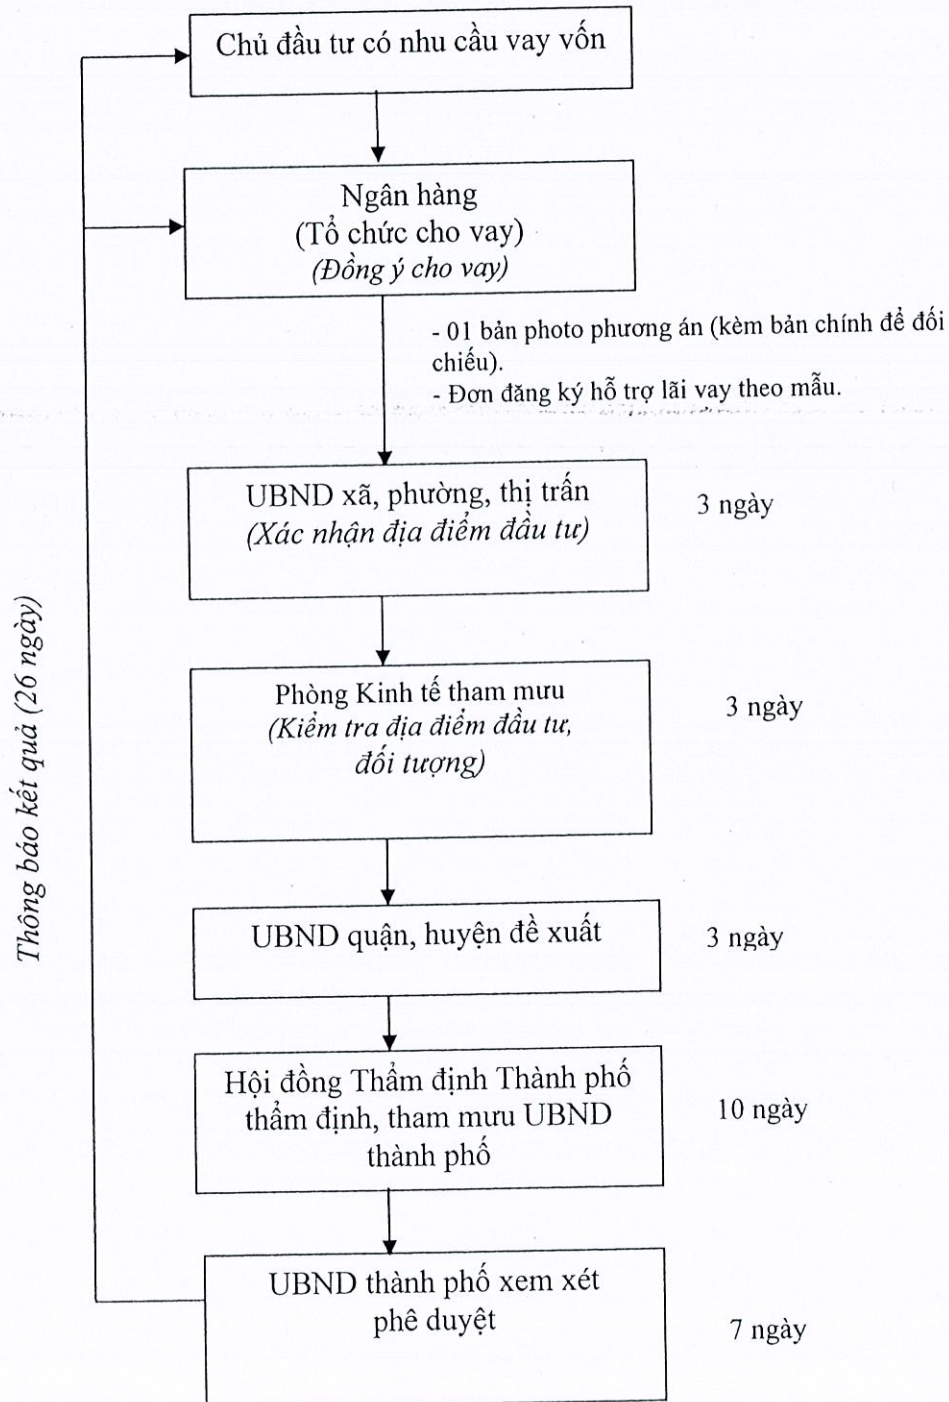 Chủ đầu tư có nhu cầu vay vốn
Ngân hàng
(Tổ chức cho vay)
(Đồng ý cho vay)
- 01 bản photo phương án (kèm bản chính để đối
chiếu).
- Đơn đăng ký hỗ trợ lãi vay theo mẫu.
UBND xã, phường, thị trấn
(Xác nhận địa điểm đầu tư)
3 ngày
Phòng Kinh tế tham mưu
(Kiểm tra địa điểm đầu tư,
đối tượng)
3 ngày
UBND quận, huyện đề xuất
3 ngày
Hội đồng Thẩm định Thành phố
thẩm định, tham mưu UBND
thành phố
10 ngày
UBND thành phố xem xét
phê duyệt
7 ngày
Thông báo kết quả (26 ngày)